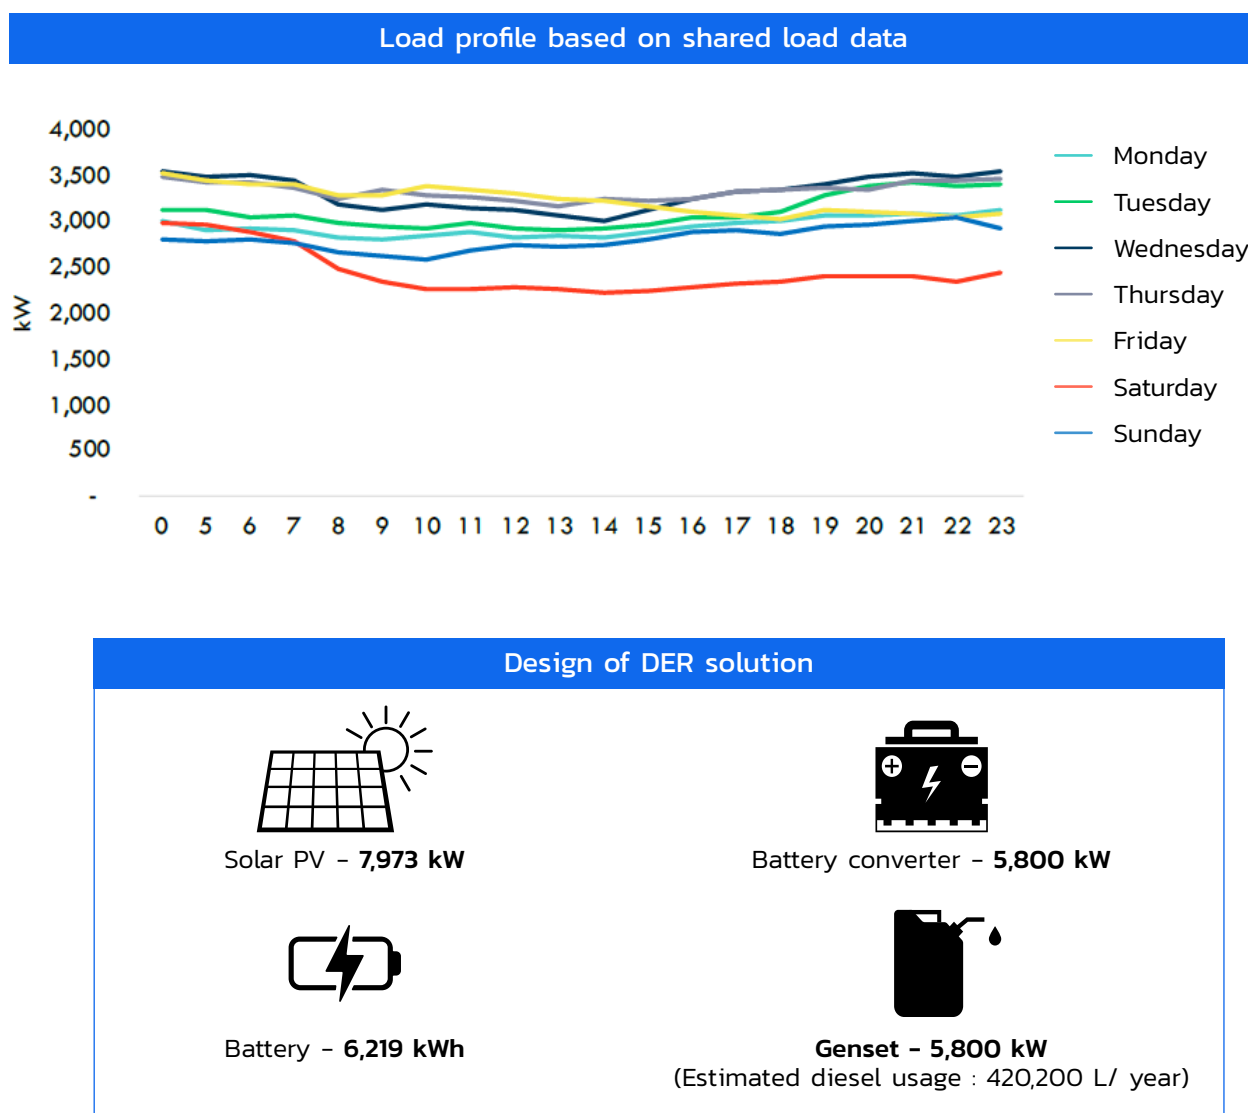 Load profile based on shared load data
4,000
3,500
3,000
2,500
2,000
1,500
1,000
500
-
kW
0 5 6 7 8 9 10 11 12 13 14 15 16 17 18 19 20 21 22 23
Monday
Tuesday
Wednesday
Thursday
Friday
Saturday
Sunday
Design of DER solution
Solar PV - 7,973 kW
Battery converter - 5,800 kW
Battery - 6,219 kWh
Genset - 5,800 kW
(Estimated diesel usage : 420,200 L/ year)